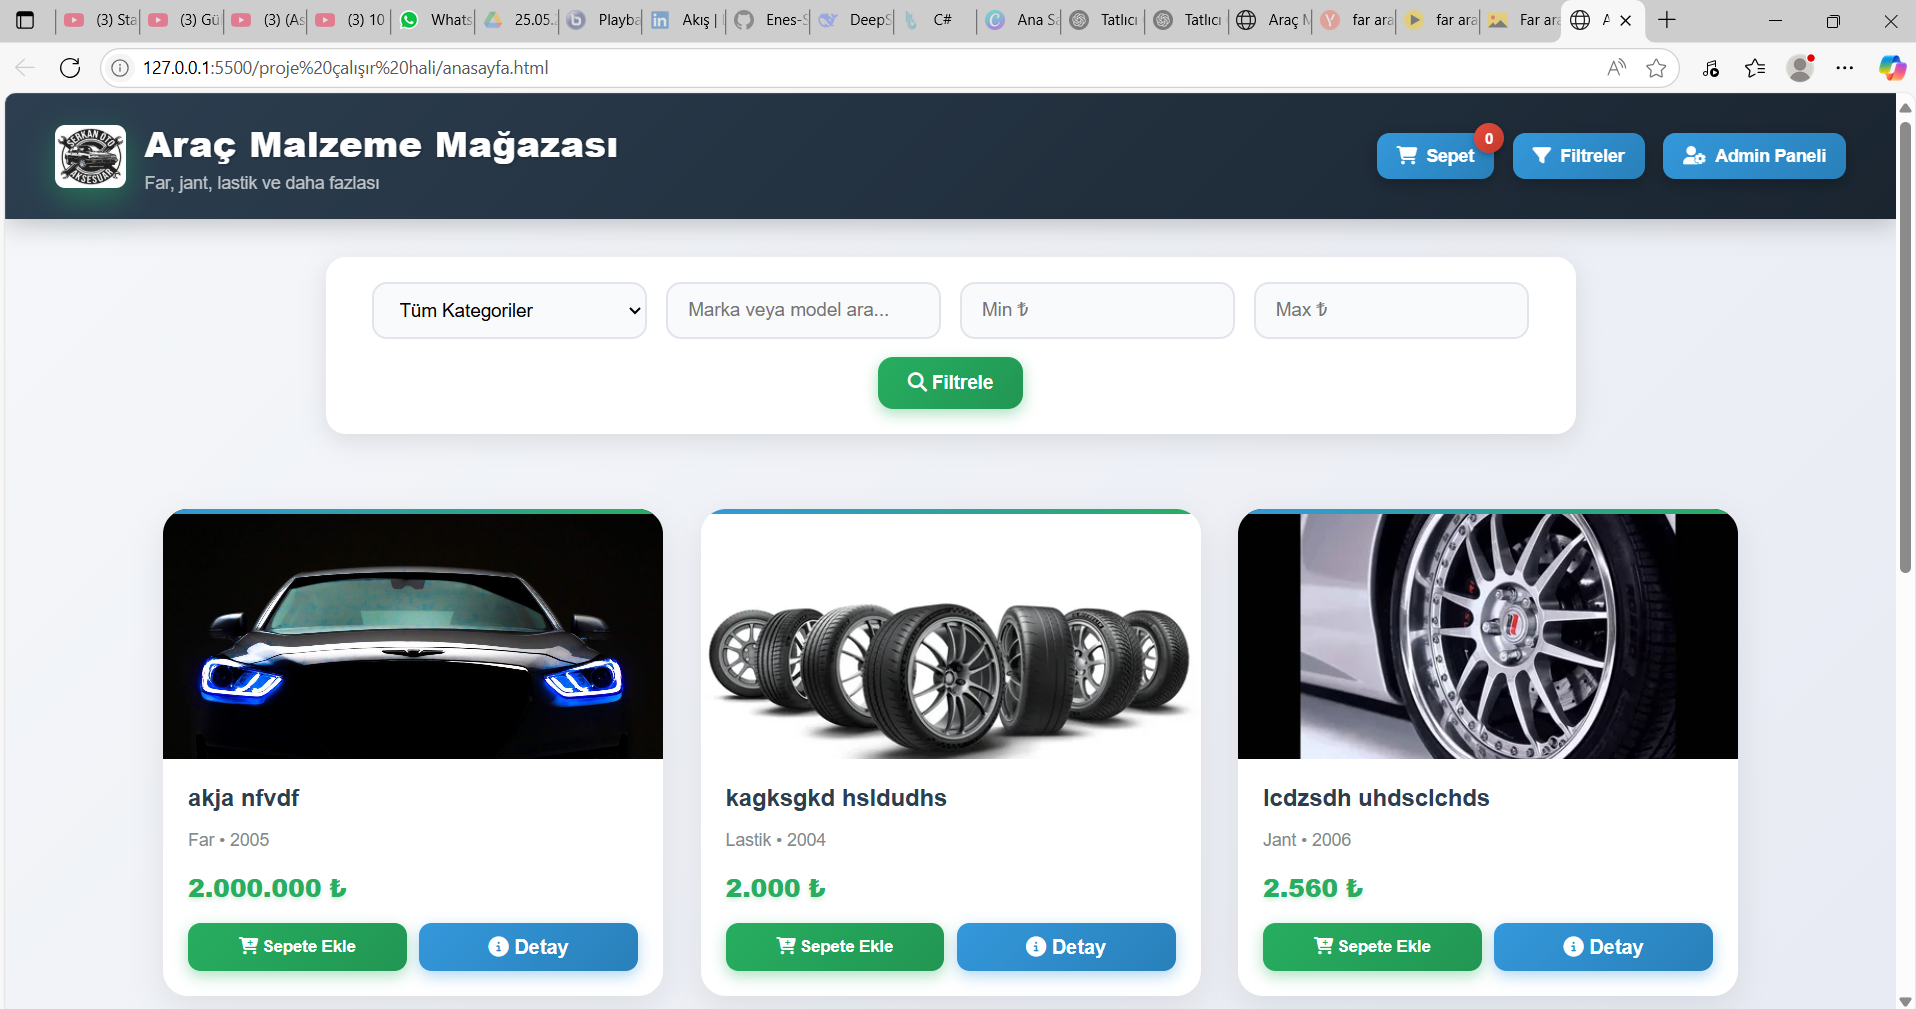 (3) Sta
(3) Gü
(3) (As
(3) 10
Whats
25.05.
Playba
Akış |
Enes-S
DeepS
C#
Ana Sa
Tatlıcı
Tatlıcı
Araç M
far ara
far ara
Far ara
A
127.0.0.1:5500/proje%20çalışır%20hali/anasayfa.html
SERKAN OTO
AKSESUAR
Araç Malzeme Mağazası
Far, jant, lastik ve daha fazlası
Sepet
0
Filtreler
Admin Paneli
Tüm Kategoriler
Marka veya model ara...
Min ₺
Max ₺
Filtrele
akja nfvdf
Far • 2005
2.000.000 ₺
Sepete Ekle
Detay
kagksgkd hsldudhs
Lastik • 2004
2.000 ₺
Sepete Ekle
Detay
lcdzsdh uhdsclchds
Jant • 2006
2.560 ₺
Sepete Ekle
Detay